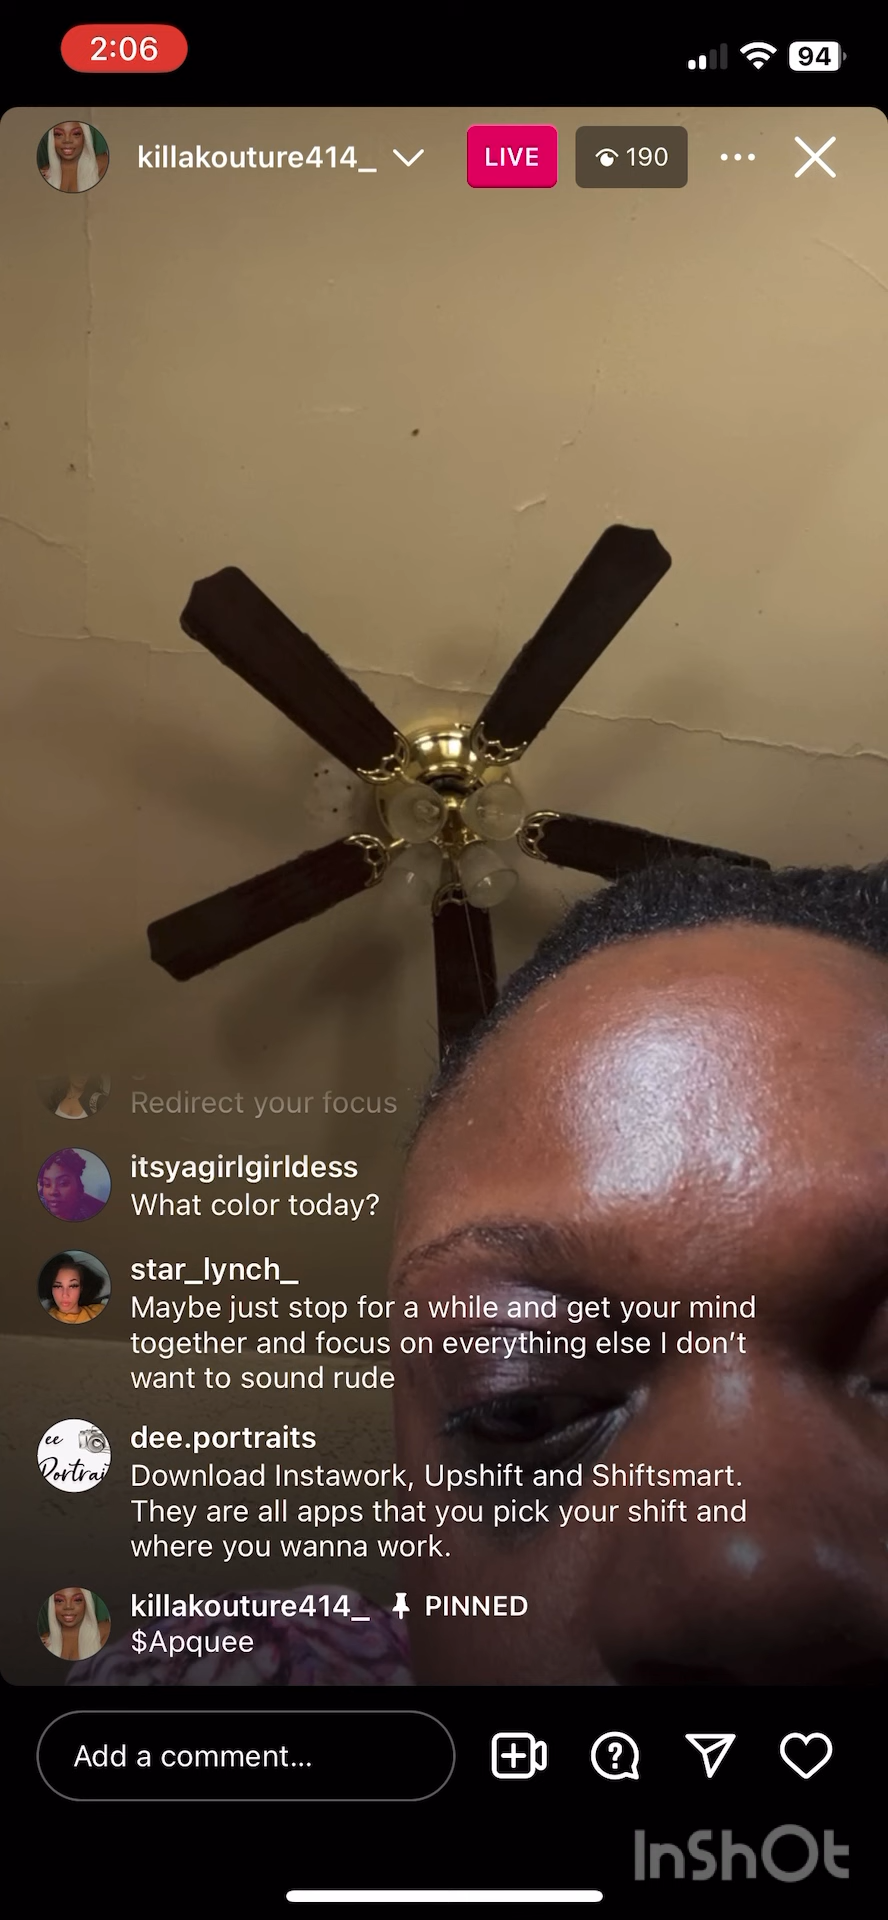 2:06
94
killakouture414_
LIVE
190
Redirect your focus
itsyagirlgirldess
What color today?
star_lynch_
Maybe just stop for a while and get your mind
together and focus on everything else I don't
want to sound rude
ee
Portrai
dee.portraits
Download Instawork, Upshift and Shiftsmart.
They are all apps that you pick your shift and
where you wanna work.
killakouture414_ PINNED
$Apquee
Add a comment...
InShOt